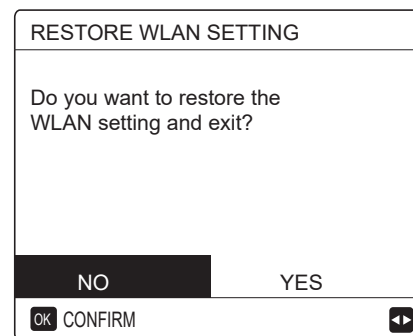 RESTORE WLAN SETTING
Do you want to restore the
WLAN setting and exit?
NO YES
OK CONFIRM